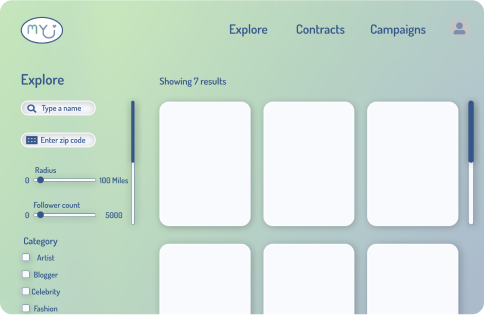 MYU
Explore
Contracts
Campaigns
Explore
Showing 7 results
Type a name
Enter zip code
Radius
0
100 Miles
Follower count
0
5000
Category
Artist
Blogger
Celebrity
Fashion